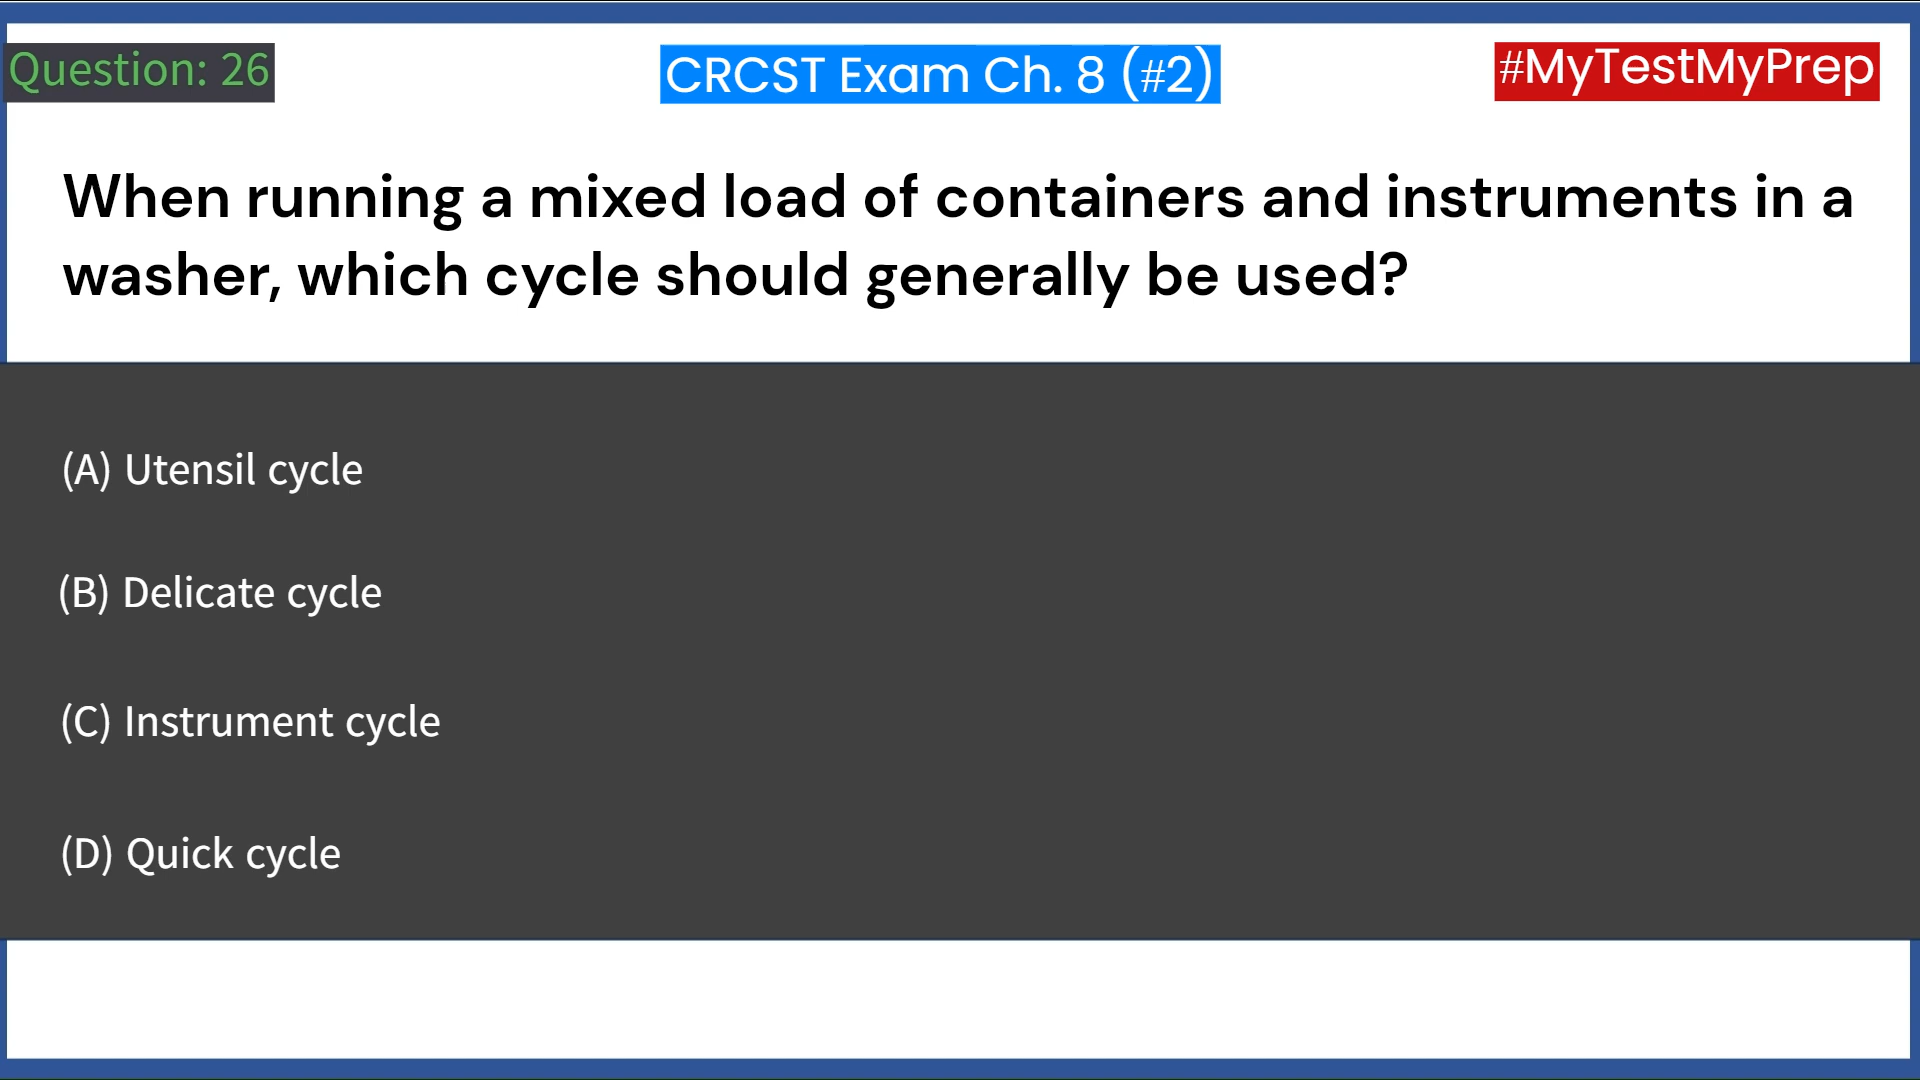 Question: 26
CRCST Exam Ch. 8 (#2)
#MyTestMyPrep
When running a mixed load of containers and instruments in a
washer, which cycle should generally be used?
(A) Utensil cycle
(B) Delicate cycle
(C) Instrument cycle
(D) Quick cycle